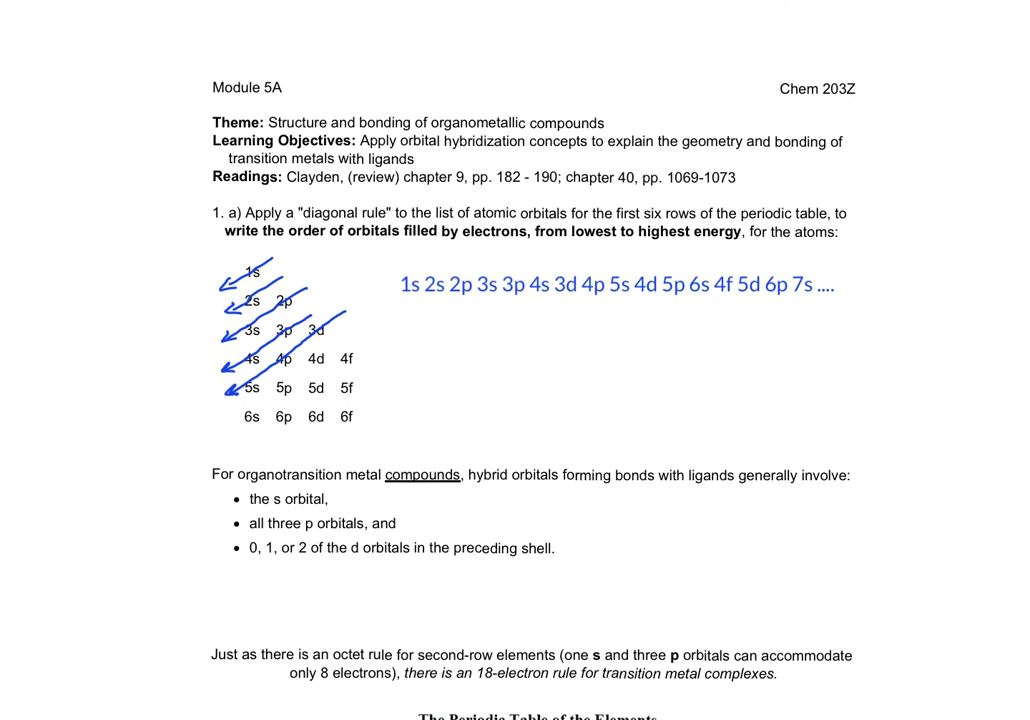 Module 5A
Chem 203Z
Theme: Structure and bonding of organometallic compounds
Learning Objectives: Apply orbital hybridization concepts to explain the geometry and bonding of
transition metals with ligands
Readings: Clayden, (review) chapter 9, pp. 182 - 190; chapter 40, pp. 1069-1073
1. a) Apply a "diagonal rule" to the list of atomic orbitals for the first six rows of the periodic table, to
write the order of orbitals filled by electrons, from lowest to highest energy, for the atoms:
1s
1s 2s 2p 3s 3p 4s 3d 4p 5s 4d 5p 6s 4f 5d 6p 7s ....
2s 2p
3s 3p 3d
4s 4p 4d 4f
5s 5p 5d 5f
6s 6p 6d 6f
For organotransition metal compounds, hybrid orbitals forming bonds with ligands generally involve:
• the s orbital,
• all three p orbitals, and
• 0, 1, or 2 of the d orbitals in the preceding shell.
Just as there is an octet rule for second-row elements (one s and three p orbitals can accommodate
only 8 electrons), there is an 18-electron rule for transition metal complexes.
The Periodic Table of the Elements